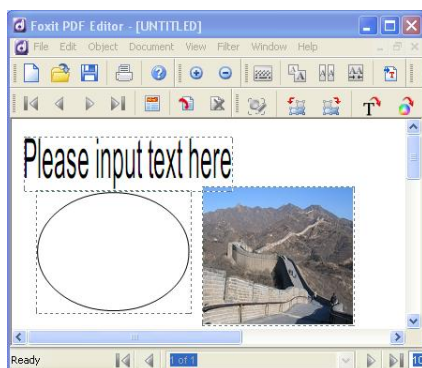 Foxit PDF Editor - [UNTITLED]
File Edit Object Document View Filter Window Help
Please input text here
Ready 1 of 1 10